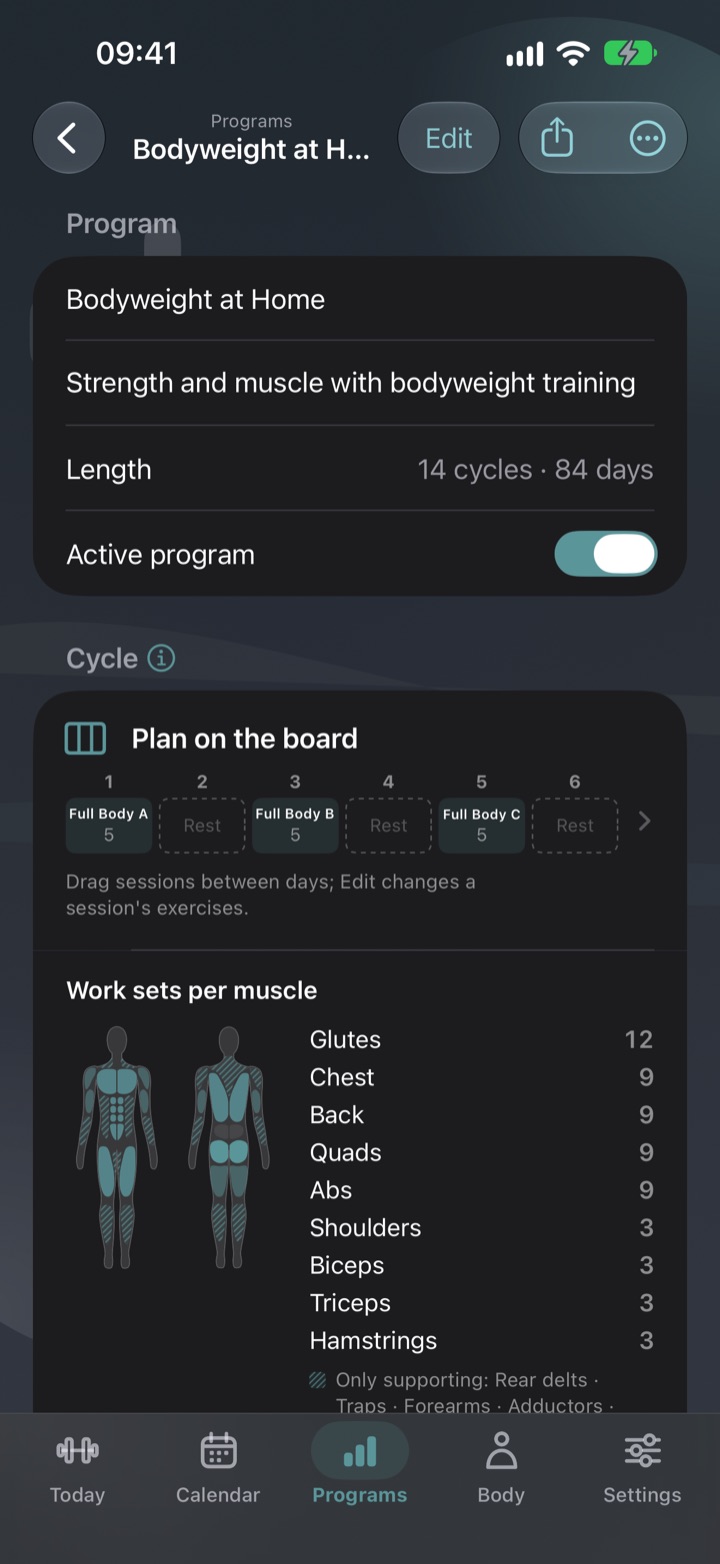 09:41
Programs
Bodyweight at H...
Edit
Program
Bodyweight at Home
Strength and muscle with bodyweight training
Length 14 cycles · 84 days
Active program
Cycle
Plan on the board
1 2 3 4 5 6
Full Body A Rest Full Body B Rest Full Body C Rest
5 5 5
Drag sessions between days; Edit changes a
session's exercises.
Work sets per muscle
Glutes 12
Chest 9
Back 9
Quads 9
Abs 9
Shoulders 3
Biceps 3
Triceps 3
Hamstrings 3
Only supporting: Rear delts ·
Traps · Forearms · Adductors ·
Today Calendar Programs Body Settings